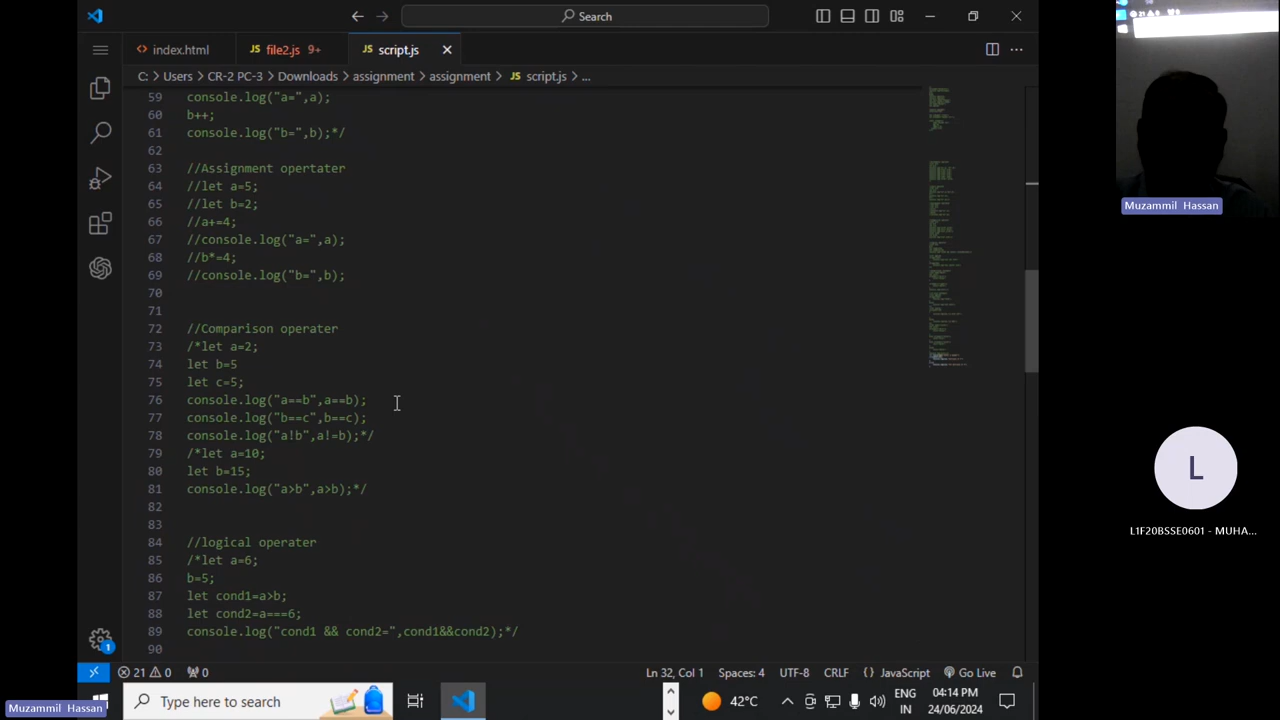 Search
index.html
file2.js 9+
script.js
C: > Users > CR-2 PC-3 > Downloads > assignment > assignment > script.js > ...
59 console.log("a=",a);
60 b++;
61 console.log("b=",b);*/
62
63 //Assignment opertater
64 //let a=5;
65 //let b=2;
66 //a+=4;
67 //console.log("a=",a);
68 //b*=4;
69 //console.log("b=",b);
70
71
72 //Comparison operater
73 /*let a=2;
74 let b=5
75 let c=5;
76 console.log("a==b",a==b);
77 console.log("b==c",b==c);
78 console.log("a!b",a!=b);*/
79 /*let a=10;
80 let b=15;
81 console.log("a>b",a>b);*/
82
83
84 //logical operater
85 /*let a=6;
86 b=5;
87 let cond1=a>b;
88 let cond2=a===6;
89 console.log("cond1 && cond2=",cond1&&cond2);*/
90
Muzammil Hassan
L
L1F20BSSE0601 - MUHA...
1
21 0 0
Ln 32, Col 1 Spaces: 4 UTF-8 CRLF {} JavaScript Go Live
Type here to search
42°C
ENG
IN
04:14 PM
24/06/2024
Muzammil Hassan